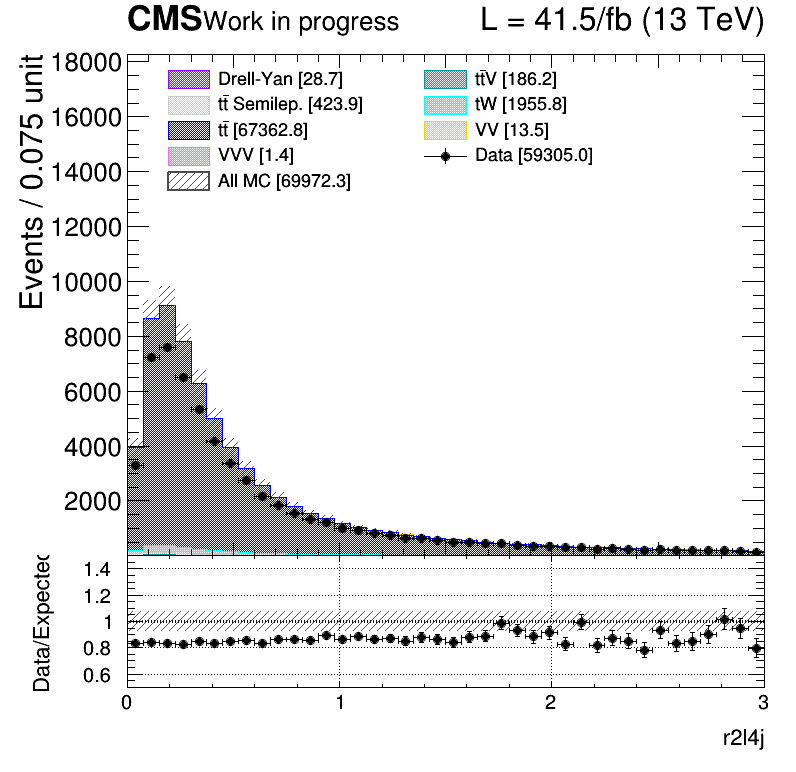 CMS Work in progress L = 41.5/fb (13 TeV)
Events / 0.075 unit
18000
16000
14000
12000
10000
8000
6000
4000
2000
Drell-Yan [28.7]
tt̄ Semilep. [423.9]
tt̄ [67362.8]
VVV [1.4]
All MC [69972.3]
tt̄V [186.2]
tW [1955.8]
VV [13.5]
Data [59305.0]
Data/Expected
1.4
1.2
1
0.8
0.6
0 1 2 3
r2l4j